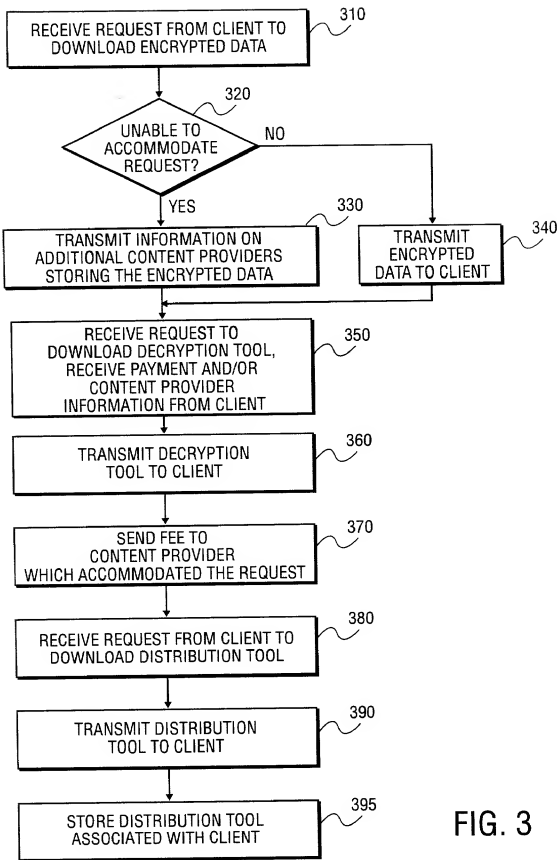 RECEIVE REQUEST FROM CLIENT TO
DOWNLOAD ENCRYPTED DATA
310
320
UNABLE TO
ACCOMMODATE
REQUEST?
NO
YES
330
TRANSMIT INFORMATION ON
ADDITIONAL CONTENT PROVIDERS
STORING THE ENCRYPTED DATA
TRANSMIT
ENCRYPTED
DATA TO CLIENT
340
RECEIVE REQUEST TO
DOWNLOAD DECRYPTION TOOL,
RECEIVE PAYMENT AND/OR
CONTENT PROVIDER
INFORMATION FROM CLIENT
350
TRANSMIT DECRYPTION
TOOL TO CLIENT
360
SEND FEE TO
CONTENT PROVIDER
WHICH ACCOMMODATED THE REQUEST
370
RECEIVE REQUEST FROM CLIENT TO
DOWNLOAD DISTRIBUTION TOOL
380
TRANSMIT DISTRIBUTION
TOOL TO CLIENT
390
STORE DISTRIBUTION TOOL
ASSOCIATED WITH CLIENT
395
FIG. 3